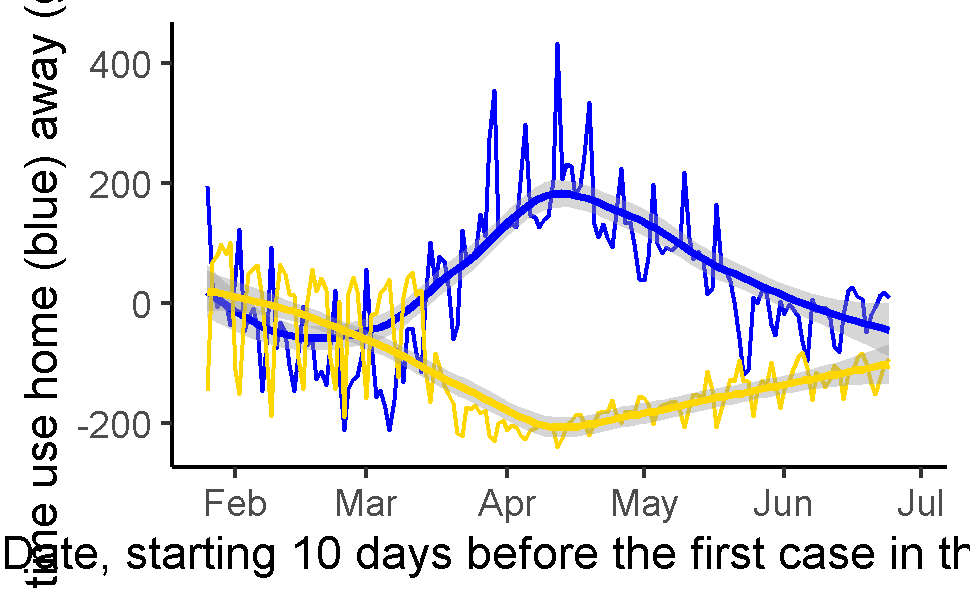 time use home (blue) away (
400
200
0
-200
Feb Mar Apr May Jun Jul
Date, starting 10 days before the first case in th